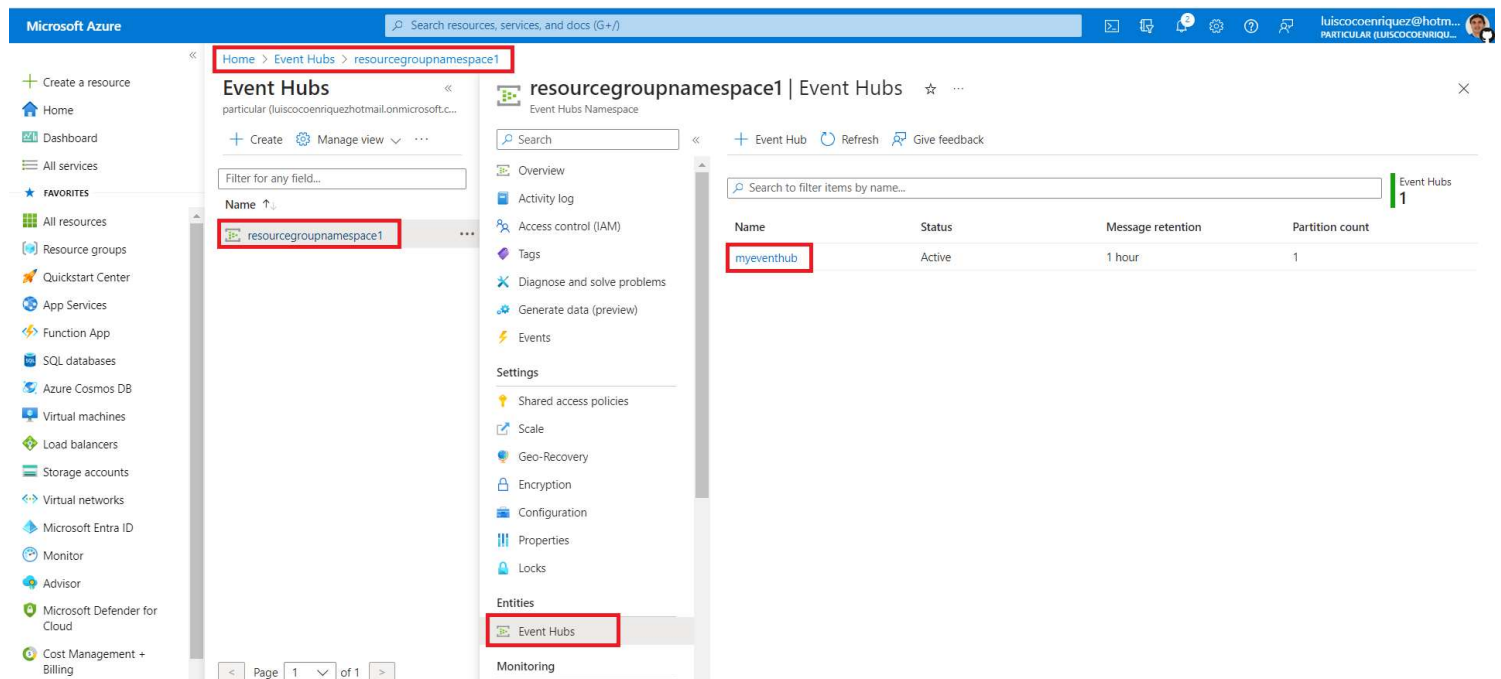 Microsoft Azure
Search resources, services, and docs (G+/)
2
luiscocoenriquez@hotm...
PARTICULAR (LUISCOCOENRIQU...
Create a resource
Home
Dashboard
All services
FAVORITES
All resources
Resource groups
Quickstart Center
App Services
Function App
SQL databases
Azure Cosmos DB
Virtual machines
Load balancers
Storage accounts
Virtual networks
Microsoft Entra ID
Monitor
Advisor
Microsoft Defender for
Cloud
Cost Management +
Billing
Home > Event Hubs > resourcegroupnamespace1
Event Hubs
particular (luiscocoenriquezhotmail.onmicrosoft.c...
Create Manage view ...
Filter for any field...
Name
resourcegroupnamespace1 ...
< Page 1 of 1 >
resourcegroupnamespace1 | Event Hubs ...
Event Hubs Namespace
Search
Overview
Activity log
Access control (IAM)
Tags
Diagnose and solve problems
Generate data (preview)
Events
Settings
Shared access policies
Scale
Geo-Recovery
Encryption
Configuration
Properties
Locks
Entities
Event Hubs
Monitoring
Event Hub Refresh Give feedback
Search to filter items by name...
Event Hubs
1
Name Status Message retention Partition count
myeventhub Active 1 hour 1